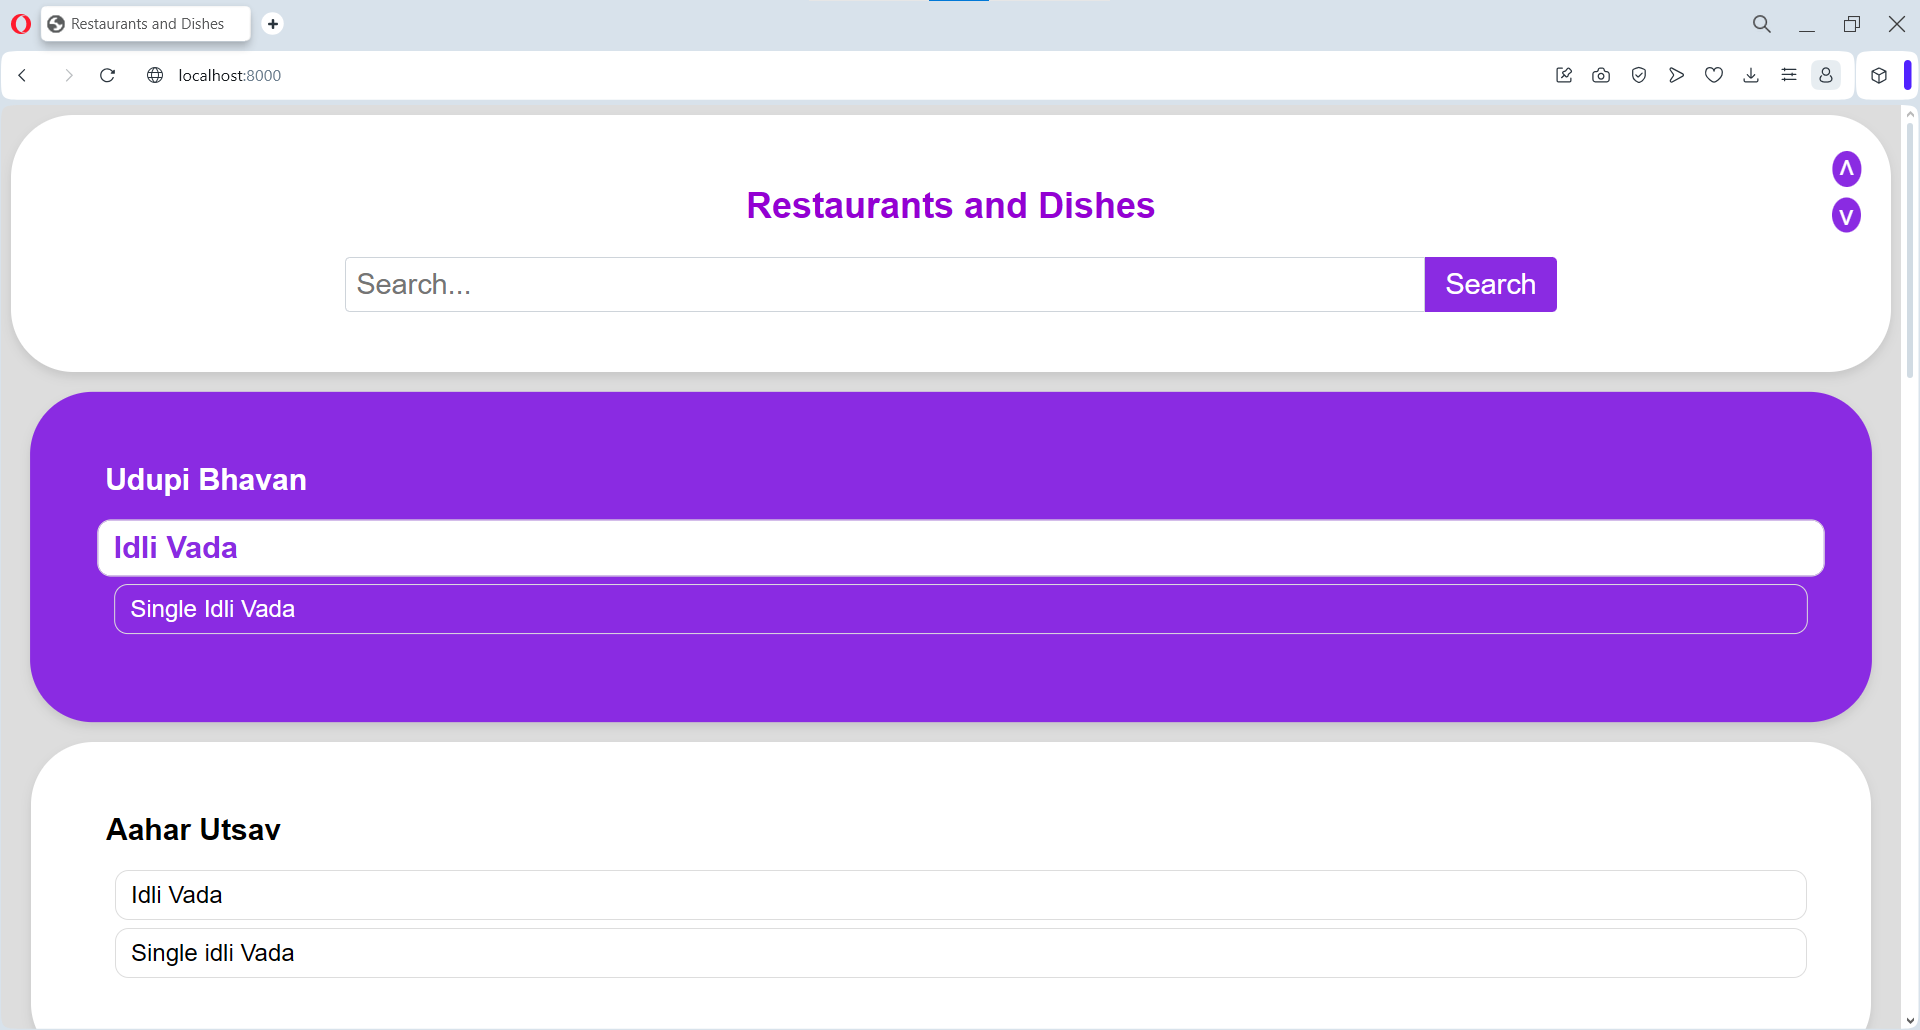 Restaurants and Dishes
localhost:8000
Restaurants and Dishes
Search...
Search
Udupi Bhavan
Idli Vada
Single Idli Vada
Aahar Utsav
Idli Vada
Single idli Vada